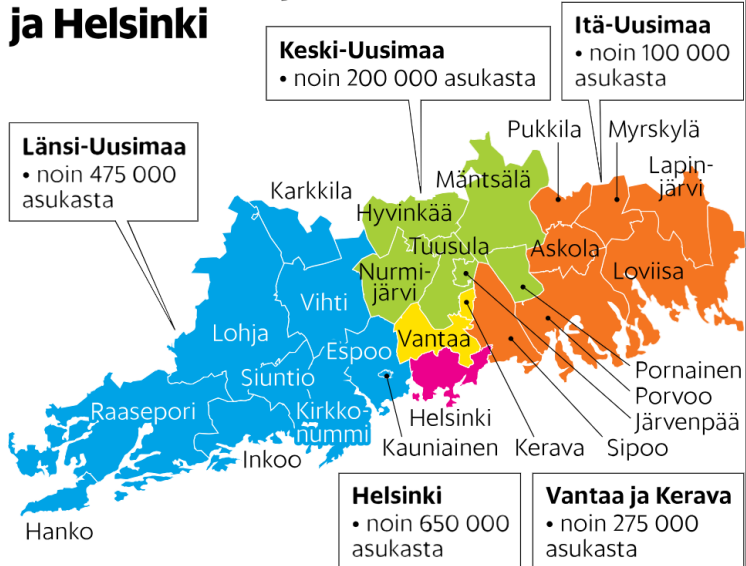 ja Helsinki
Keski-Uusimaa
• noin 200 000 asukasta
Itä-Uusimaa
• noin 100 000
asukasta
Länsi-Uusimaa
• noin 475 000
asukasta
Pukkila
Myrskylä
Lapin-
järvi
Karkkila
Mäntsälä
Hyvinkää
Tuusula
Askola
Nurmi-
järvi
Loviisa
Vihti
Lohja
Vantaa
Espoo
Siuntio
Pornainen
Porvoo
Järvenpää
Raasepori
Kirkko-
nummi
Helsinki
Kauniainen
Kerava
Sipoo
Inkoo
Hanko
Helsinki
• noin 650 000
asukasta
Vantaa ja Kerava
• noin 275 000
asukasta